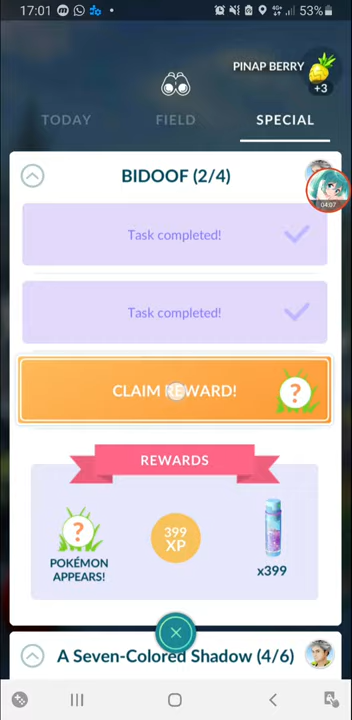 17:01
4G+
53%
PINAP BERRY
+3
TODAY
FIELD
SPECIAL
BIDOOF (2/4)
04:07
Task completed!
Task completed!
CLAIM REWARD!
?
REWARDS
?
399
XP
POKÉMON
APPEARS!
x399
A Seven-Colored Shadow (4/6)